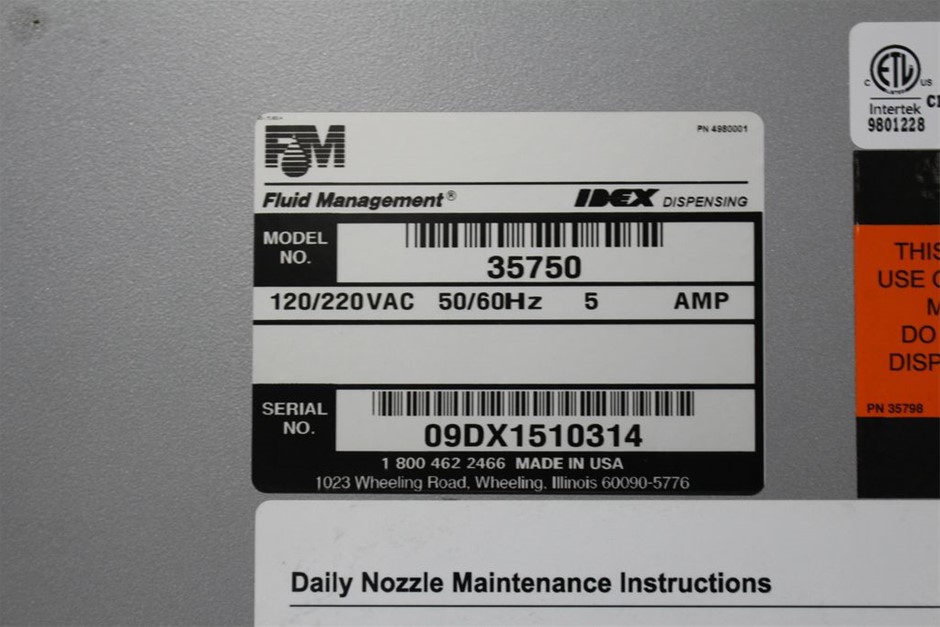 FM
PN 4980001
Fluid Management®
IDEX DISPENSING
MODEL NO.
35750
120/220VAC 50/60Hz 5 AMP
SERIAL NO.
09DX1510314
1 800 462 2466 MADE IN USA
1023 Wheeling Road, Wheeling, Illinois 60090-5776
Daily Nozzle Maintenance Instructions
C ETL US
Intertek
9801228
THIS
USE
DO
PN 35798